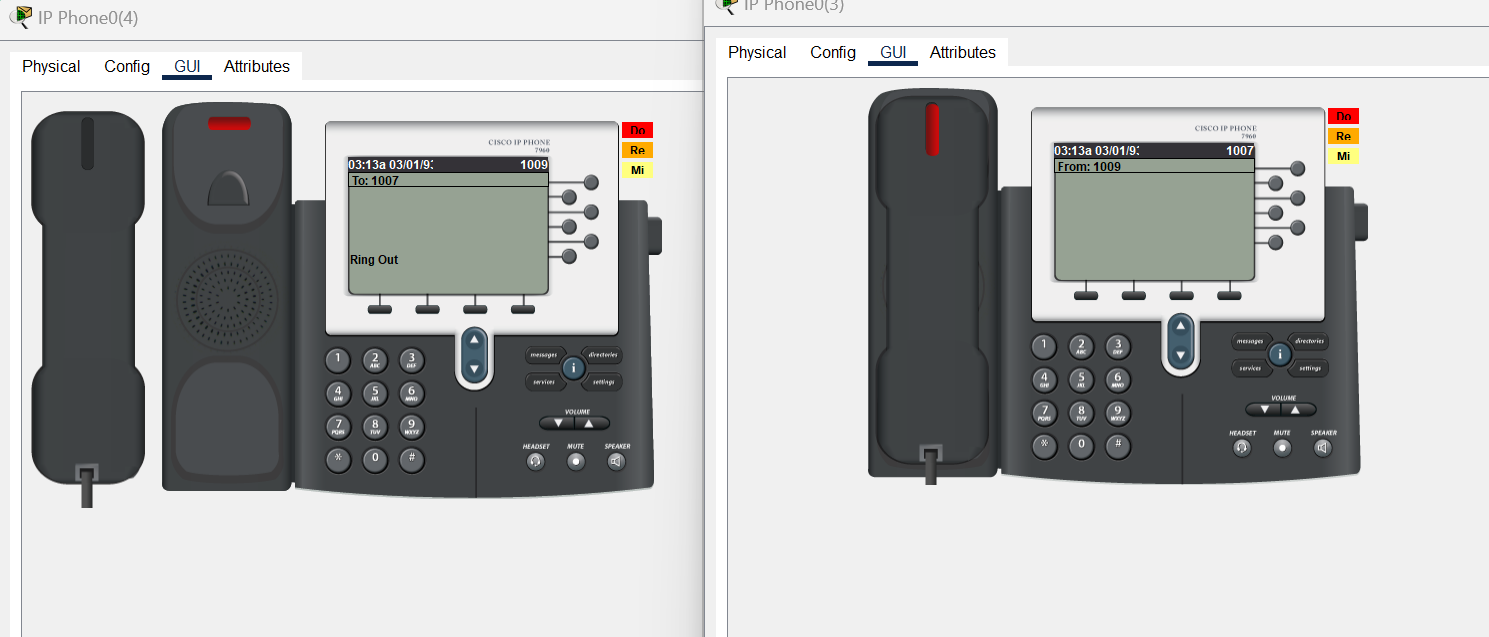 IP Phone0(4)
Physical Config GUI Attributes
CISCO IP PHONE
7960
03:13a 03/01/93 1009
To: 1007
Ring Out
Do
Re
Mi
1
2 ABC
3 DEF
4 GHI
5 JKL
6 MNO
7 PQRS
8 TUV
9 WXYZ
*
0
#
messages
directories
i
services
settings
VOLUME
HEADSET MUTE SPEAKER
IP Phone0(3)
Physical Config GUI Attributes
CISCO IP PHONE
7960
03:13a 03/01/93 1007
From: 1009
Do
Re
Mi
1
2 ABC
3 DEF
4 GHI
5 JKL
6 MNO
7 PQRS
8 TUV
9 WXYZ
*
0
#
messages
directories
i
services
settings
VOLUME
HEADSET MUTE SPEAKER